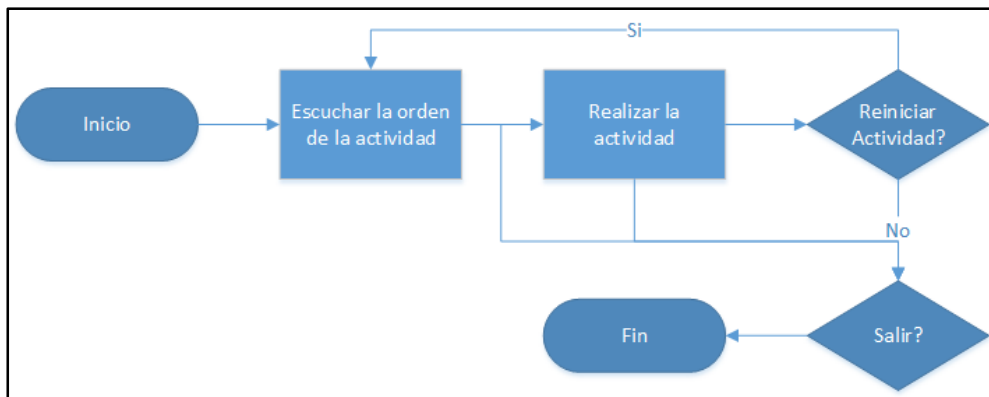 Si
Inicio
Escuchar la orden
de la actividad
Realizar la
actividad
Reiniciar
Actividad?
No
Fin
Salir?